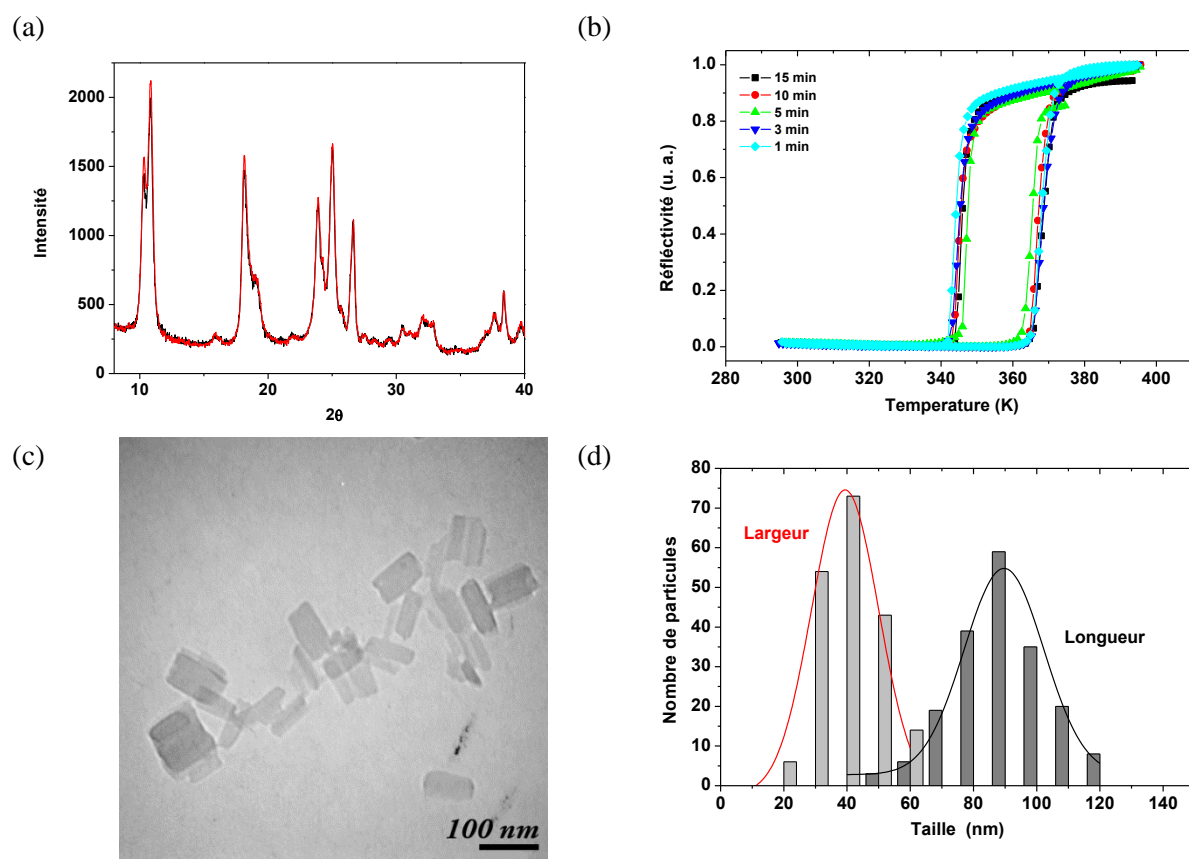 (a)
Intensité
2000
1500
1000
500
0
10
20
30
40
2θ
(b)
Réfléctivité (u. a.)
1.0
0.8
0.6
0.4
0.2
0.0
15 min
10 min
5 min
3 min
1 min
280
300
320
340
360
380
400
Temperature (K)
(c)
100 nm
(d)
Nombre de particules
80
70
60
50
40
30
20
10
0
Largeur
Longueur
0
20
40
60
80
100
120
140
Taille (nm)